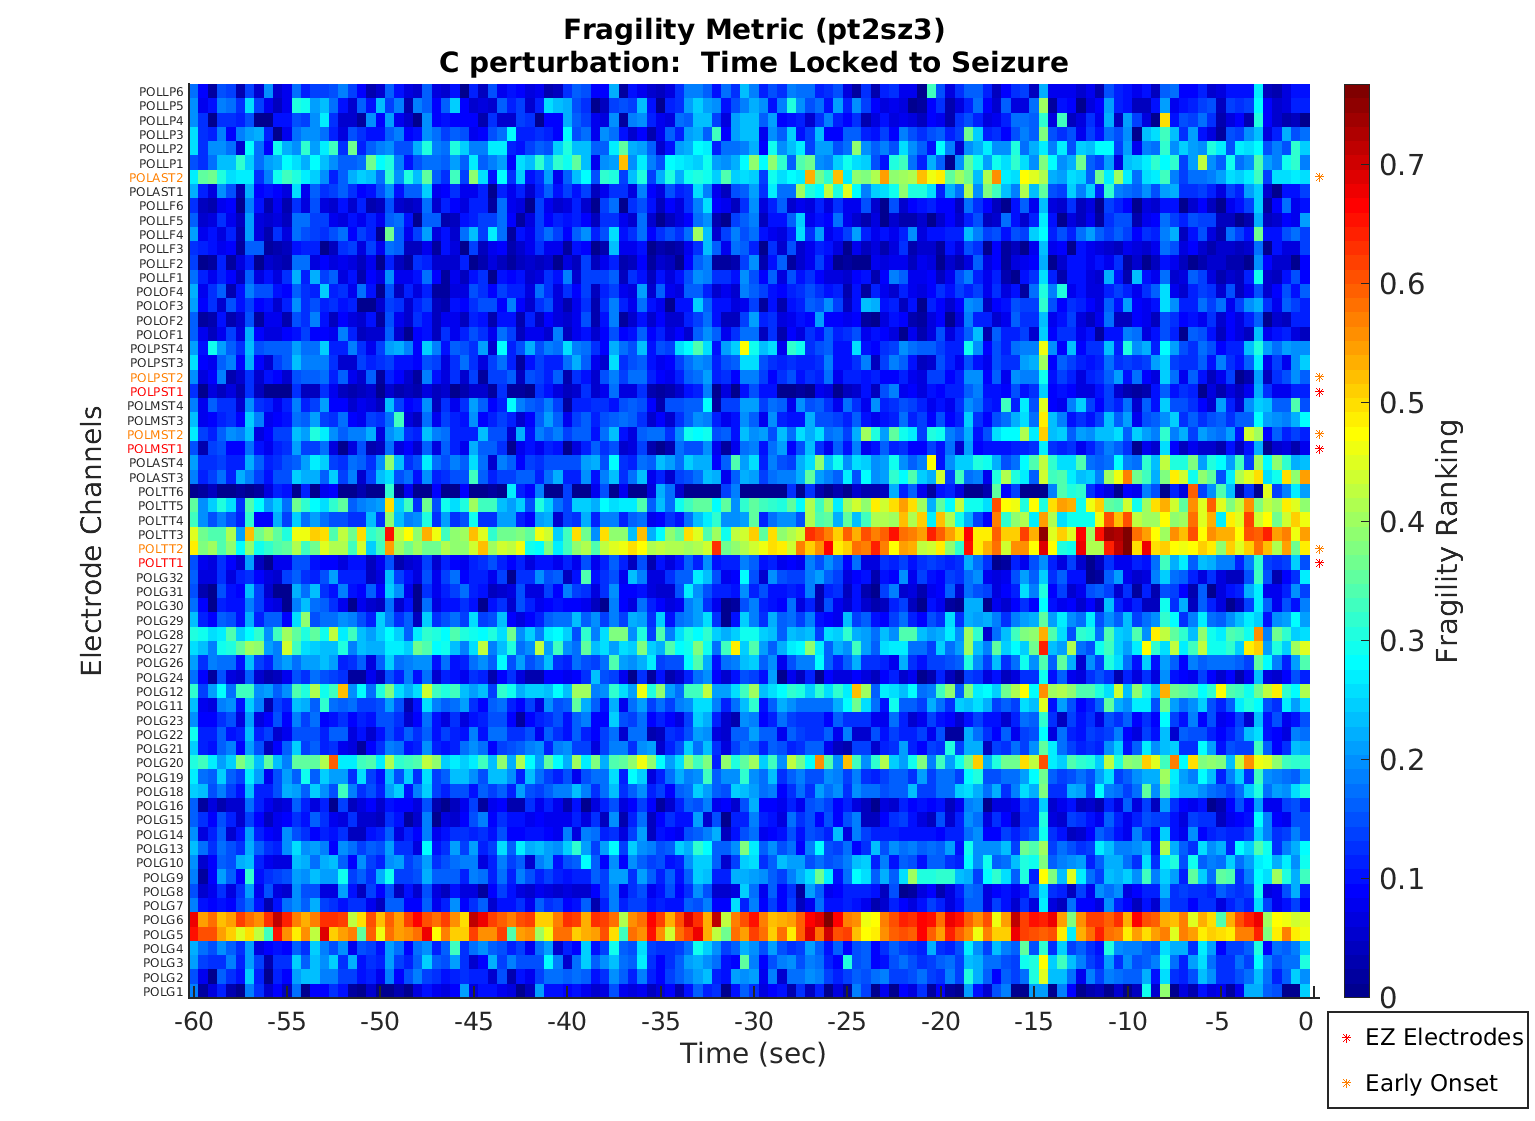 Fragility Metric (pt2sz3)
C perturbation:  Time Locked to Seizure
Electrode Channels
POLLP6
POLLP5
POLLP4
POLLP3
POLLP2
POLLP1
POLAST2
POLAST1
POLLF6
POLLF5
POLLF4
POLLF3
POLLF2
POLLF1
POLOF4
POLOF3
POLOF2
POLOF1
POLPST4
POLPST3
POLPST2
POLPST1
POLMST4
POLMST3
POLMST2
POLMST1
POLAST4
POLAST3
POLTT6
POLTT5
POLTT4
POLTT3
POLTT2
POLTT1
POLG32
POLG31
POLG30
POLG29
POLG28
POLG27
POLG26
POLG24
POLG12
POLG11
POLG23
POLG22
POLG21
POLG20
POLG19
POLG18
POLG16
POLG15
POLG14
POLG13
POLG10
POLG9
POLG8
POLG7
POLG6
POLG5
POLG4
POLG3
POLG2
POLG1
-60 -55 -50 -45 -40 -35 -30 -25 -20 -15 -10 -5 0
Time (sec)
0.7
0.6
0.5
0.4
0.3
0.2
0.1
0
Fragility Ranking
EZ Electrodes
Early Onset